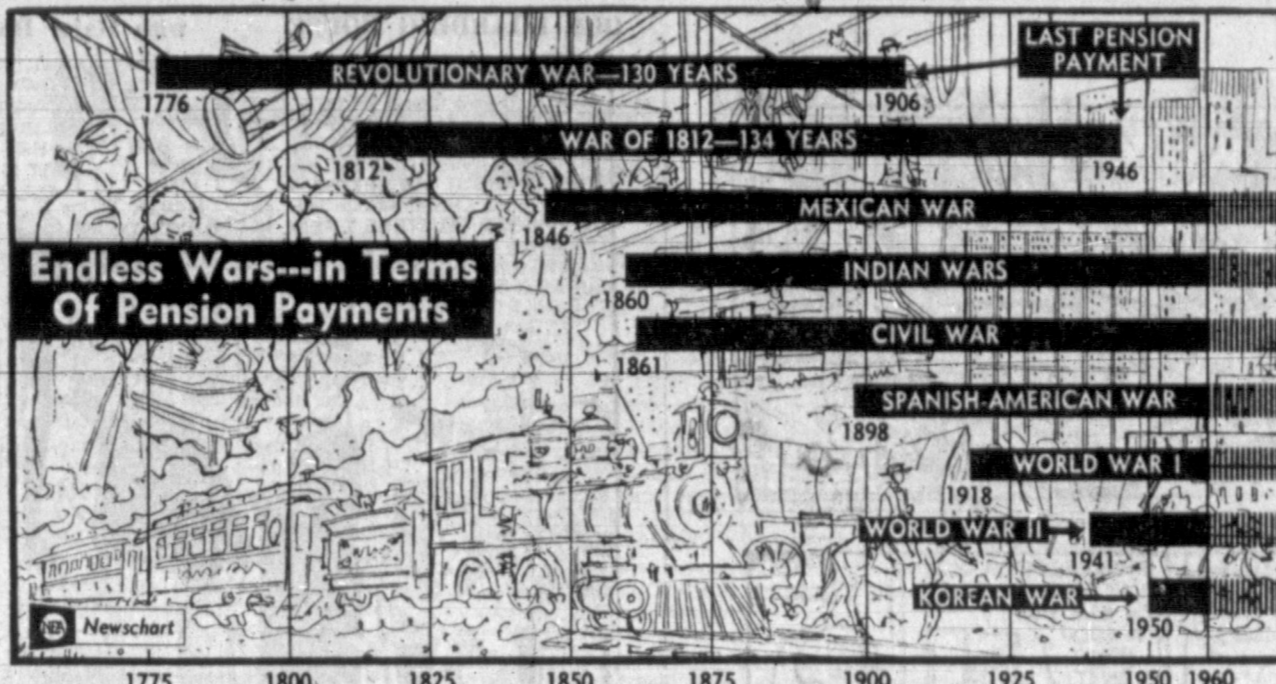 LAST PENSION
PAYMENT
REVOLUTIONARY WAR—130 YEARS
1776
1906
WAR OF 1812—134 YEARS
1812
1946
MEXICAN WAR
1846
Endless Wars---in Terms
Of Pension Payments
INDIAN WARS
1860
CIVIL WAR
1861
SPANISH-AMERICAN WAR
1898
WORLD WAR I
1918
WORLD WAR II
1941
KOREAN WAR
1950
NEA Newschart
1775 1800 1825 1850 1875 1900 1925 1950 1960